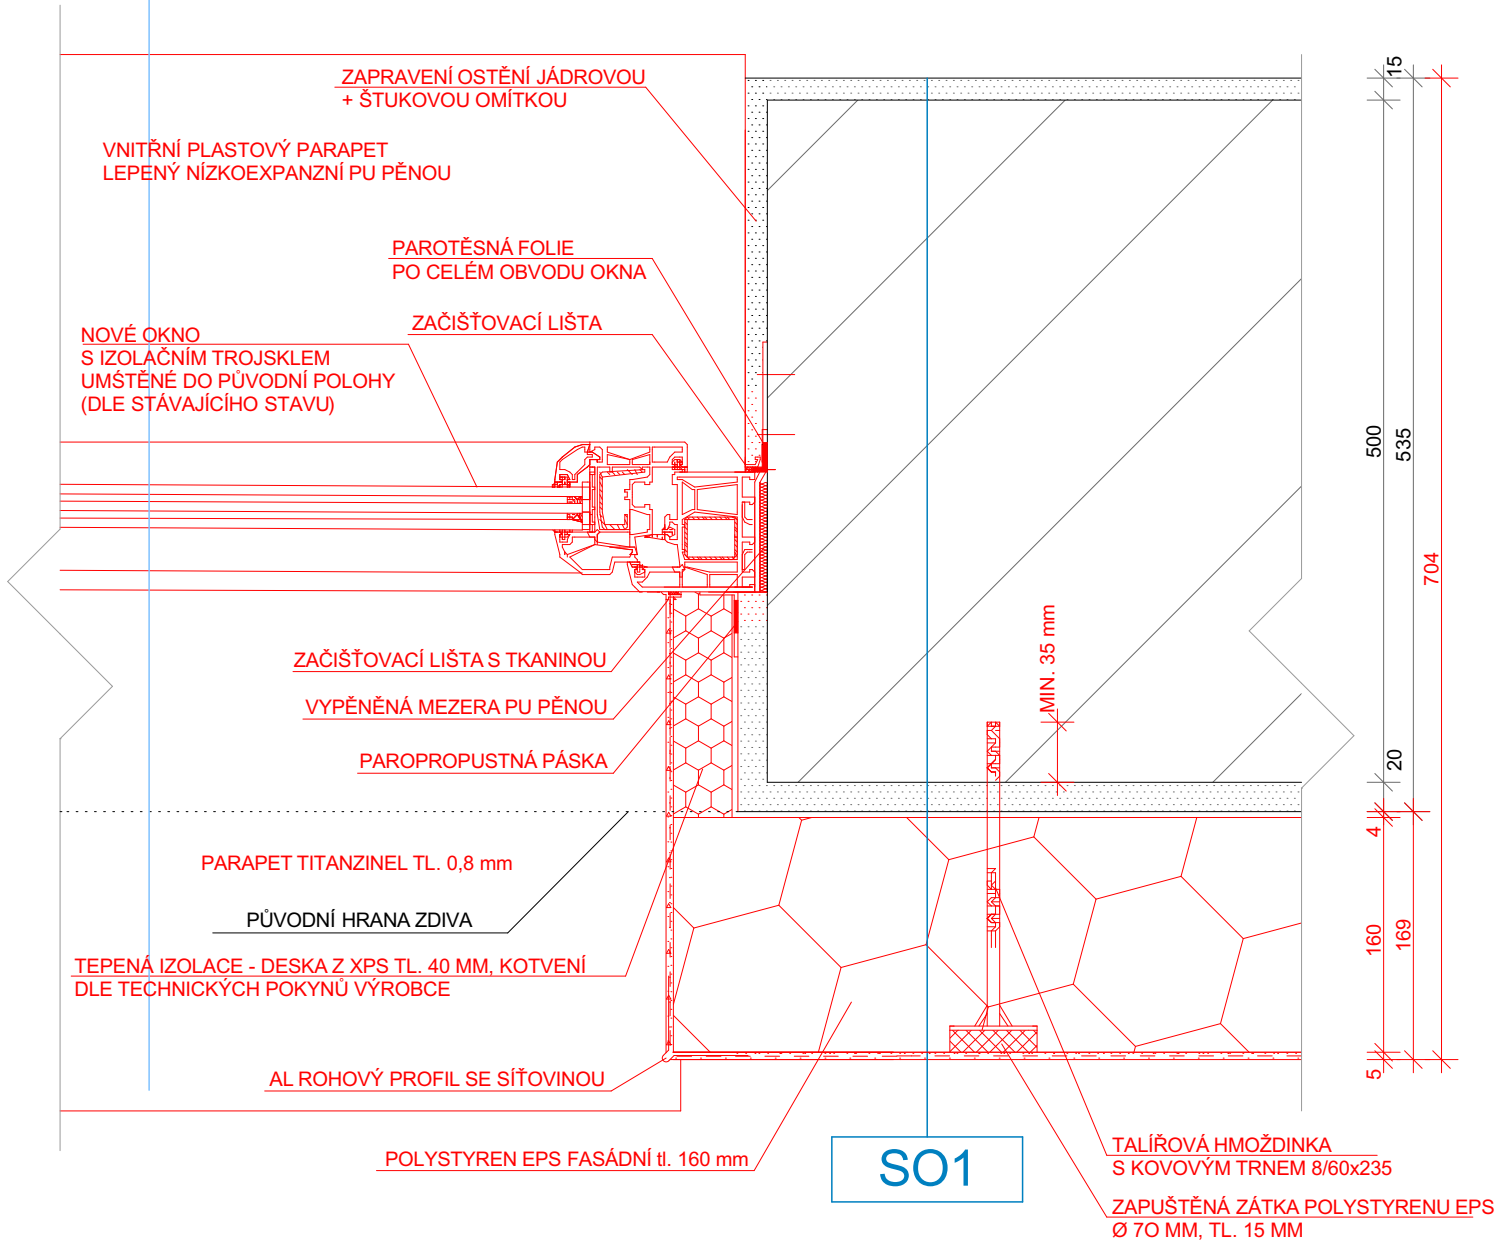 ZAPRAVENÍ OSTĚNÍ JÁDROVOU
+ ŠTUKOVOU OMÍTKOU
VNITŘNÍ PLASTOVÝ PARAPET
LEPENÝ NÍZKOEXPANZNÍ PU PĚNOU
PAROTĚSNÁ FOLIE
PO CELÉM OBVODU OKNA
ZAČIŠŤOVACÍ LIŠTA
NOVÉ OKNO
S IZOLAČNÍM TROJSKLEM
UMŠTĚNÉ DO PŮVODNÍ POLOHY
(DLE STÁVAJÍCÍHO STAVU)
ZAČIŠŤOVACÍ LIŠTA S TKANINOU
VYPĚNĚNÁ MEZERA PU PĚNOU
PAROPROPUSTNÁ PÁSKA
PARAPET TITANZINEL TL. 0,8 mm
PŮVODNÍ HRANA ZDIVA
TEPENÁ IZOLACE - DESKA Z XPS TL. 40 MM, KOTVENÍ
DLE TECHNICKÝCH POKYNŮ VÝROBCE
AL ROHOVÝ PROFIL SE SÍŤOVINOU
POLYSTYREN EPS FASÁDNÍ tl. 160 mm
SO1
TALÍŘOVÁ HMOŽDINKA
S KOVOVÝM TRNEM 8/60x235
ZAPUŠTĚNÁ ZÁTKA POLYSTYRENU EPS
Ø 7O MM, TL. 15 MM
MIN. 35 mm
15
500
535
704
20
4
160
169
5